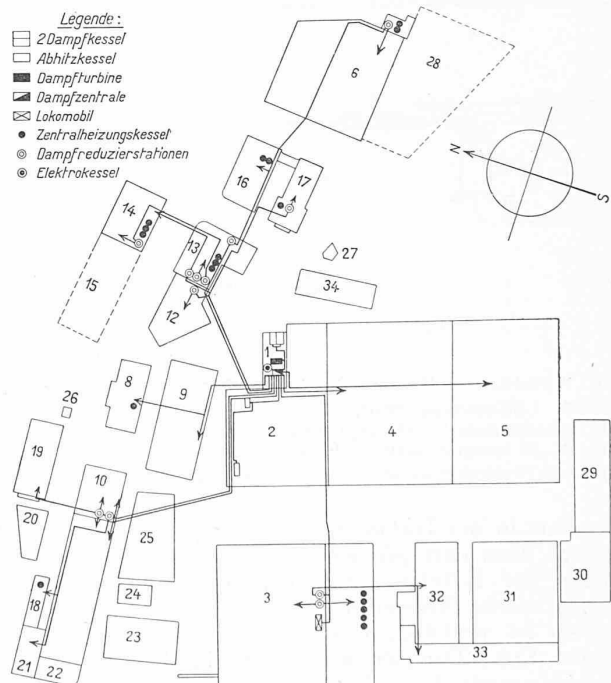 Legende:
2 Dampfkessel
Abhitzkessel
Dampfturbine
Dampfzentrale
Lokomobil
Zentralheizungskessel
Dampfreduzierstationen
Elektrokessel
6
28
N
S
16
17
14
13
15
12
27
34
1
8
9
26
2
4
5
19
10
29
20
25
3
32
31
30
18
24
23
21
22
33